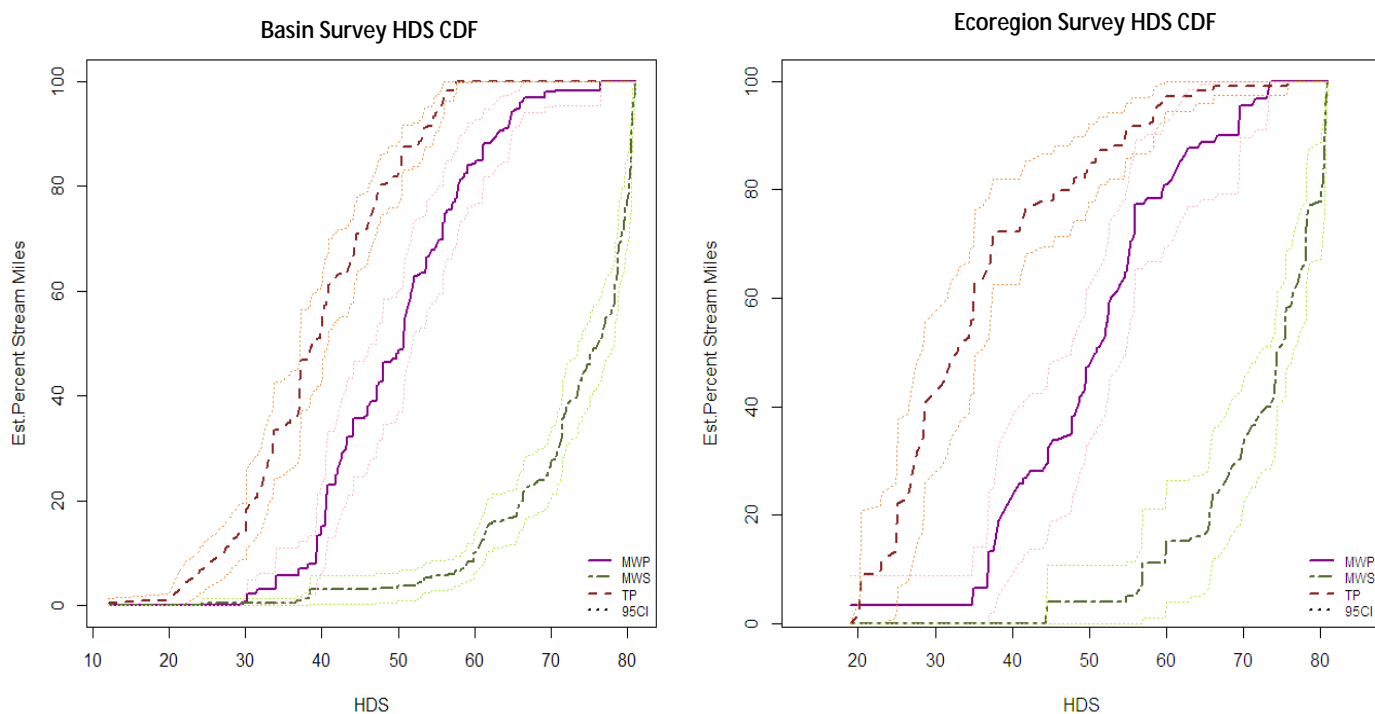 Basin Survey HDS CDF
Est.Percent Stream Miles
100
80
60
40
20
0
10 20 30 40 50 60 70 80
HDS
MWP
MWS
TP
95CI
Ecoregion Survey HDS CDF
Est.Percent Stream Miles
100
80
60
40
20
0
20 30 40 50 60 70 80
HDS
MWP
MWS
TP
95CI